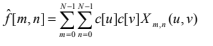 f̂[m,n] = ∑_{m=0}^{N-1} ∑_{n=0}^{N-1} c[u]c[v]X_{m,n}(u,v)